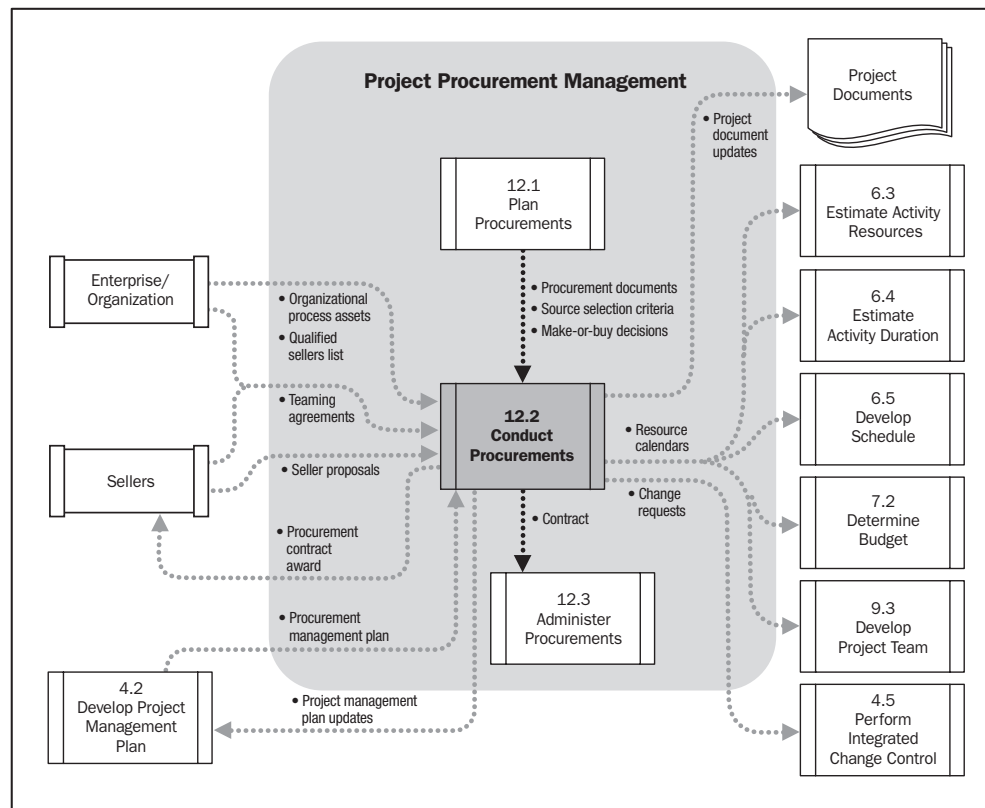 Project Procurement Management
Project
Documents
• Project
document
updates
12.1
Plan
Procurements
6.3
Estimate Activity
Resources
Enterprise/
Organization
• Organizational
process assets
• Qualified
sellers list
• Procurement documents
• Source selection criteria
• Make-or-buy decisions
6.4
Estimate
Activity Duration
• Teaming
agreements
12.2
Conduct
Procurements
• Resource
calendars
6.5
Develop
Schedule
Sellers
• Seller proposals
• Change
requests
• Procurement
contract
award
• Contract
7.2
Determine
Budget
• Procurement
management plan
12.3
Administer
Procurements
9.3
Develop
Project Team
4.2
Develop Project
Management
Plan
• Project management
plan updates
4.5
Perform
Integrated
Change Control